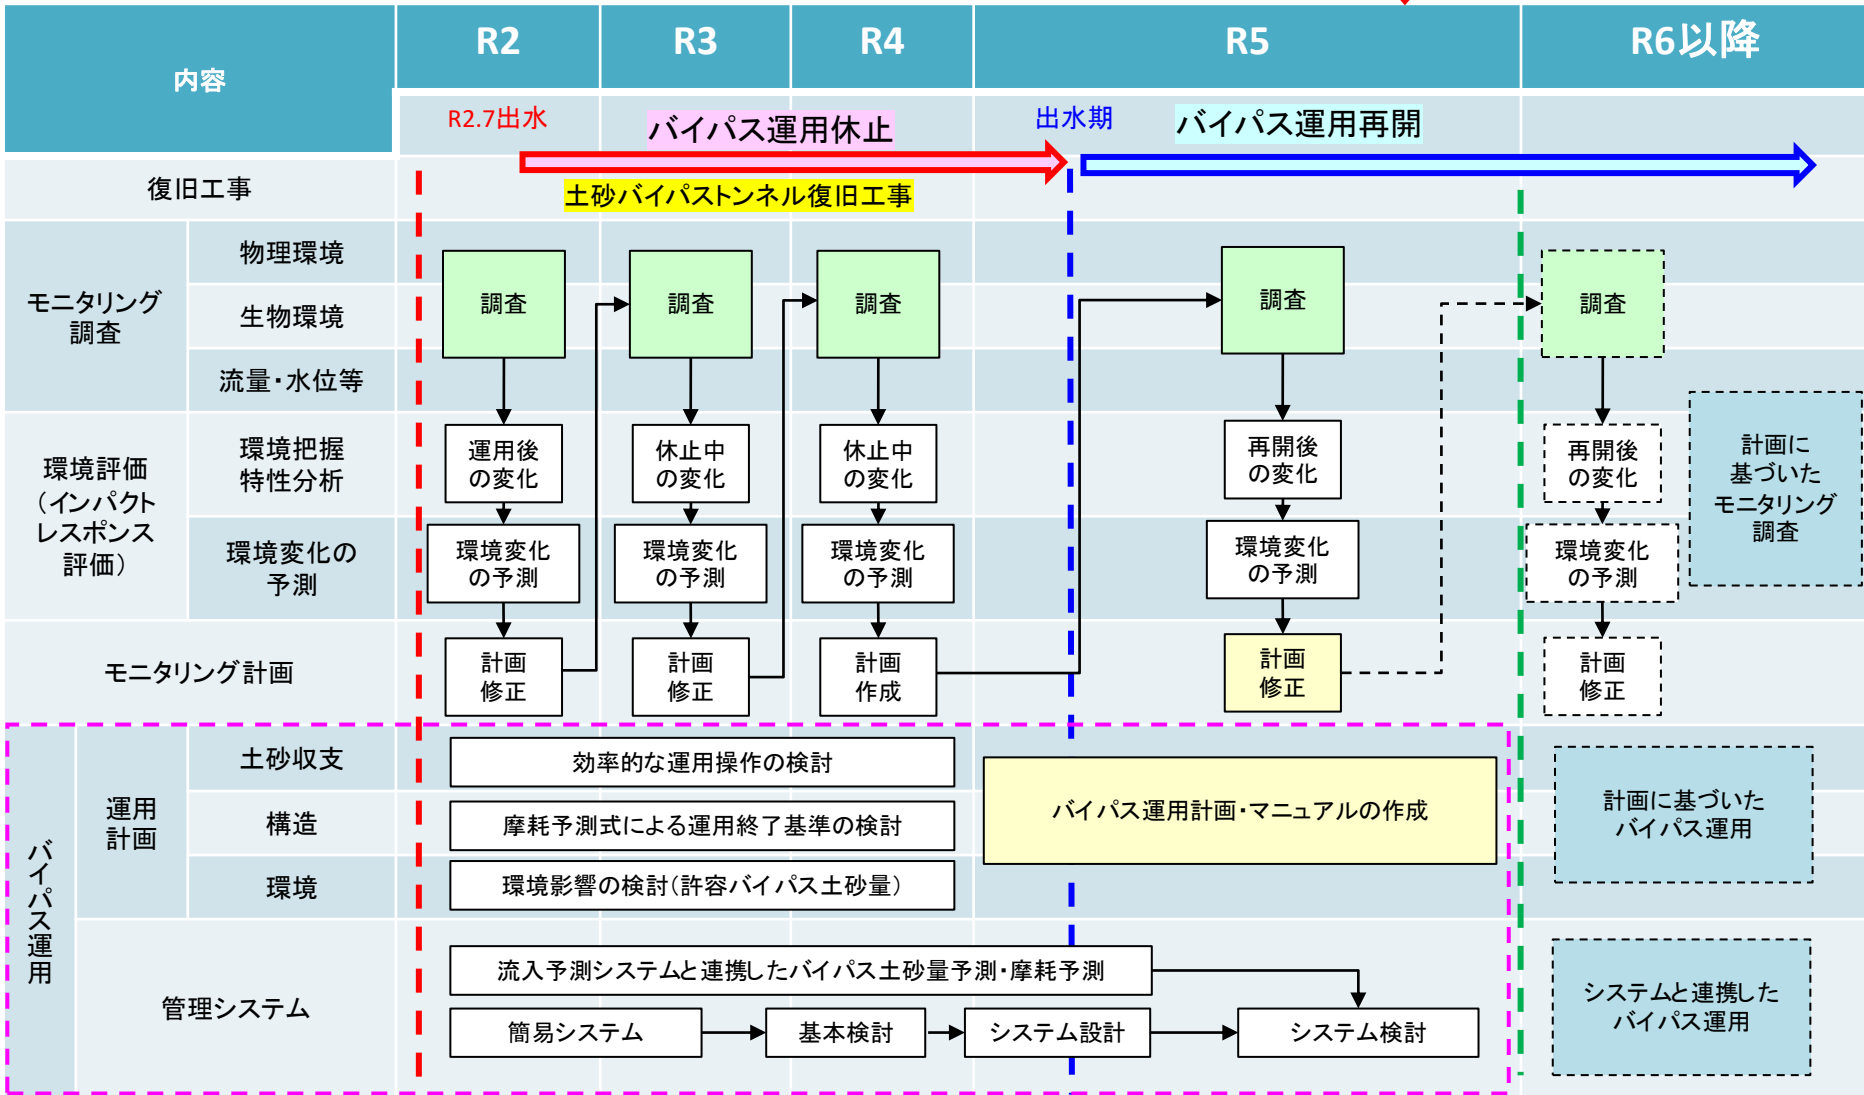 内容
R2
R3
R4
R5
R6以降
R2.7出水
バイパス運用休止
出水期
バイパス運用再開
復旧工事
土砂バイパストンネル復旧工事
モニタリング
調査
物理環境
生物環境
流量・水位等
調査
調査
調査
調査
調査
環境評価
（インパクト
レスポンス
評価）
環境把握
特性分析
運用後
の変化
休止中
の変化
休止中
の変化
再開後
の変化
再開後
の変化
計画に
基づいた
モニタリング
調査
環境変化の
予測
環境変化
の予測
環境変化
の予測
環境変化
の予測
環境変化
の予測
環境変化
の予測
モニタリング計画
計画
修正
計画
修正
計画
作成
計画
修正
計画
修正
バイパス運用
運用
計画
土砂収支
効率的な運用操作の検討
構造
摩耗予測式による運用終了基準の検討
環境
環境影響の検討（許容バイパス土砂量）
バイパス運用計画・マニュアルの作成
計画に基づいた
バイパス運用
管理システム
流入予測システムと連携したバイパス土砂量予測・摩耗予測
簡易システム
基本検討
システム設計
システム検討
システムと連携した
バイパス運用